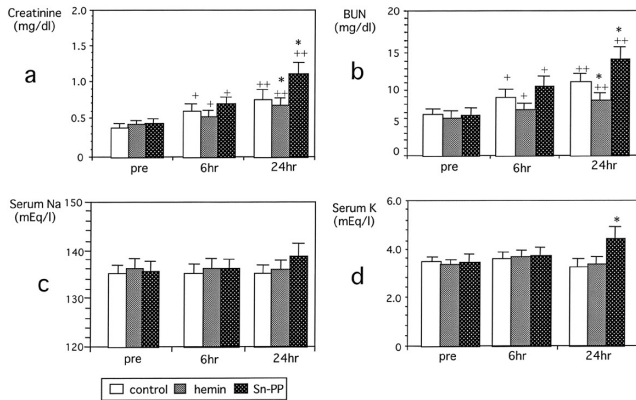 Creatinine
(mg/dl)
2.0
1.5
1.0
0.5
0
a
+
+
+
++
*
++
*
++
pre
6hr
24hr
BUN
(mg/dl)
20
15
10
5
0
b
+
+
+
++
*
++
*
++
pre
6hr
24hr
Serum Na
(mEq/l)
150
140
130
120
c
pre
6hr
24hr
Serum K
(mEq/l)
6.0
4.0
2.0
0
d
*
pre
6hr
24hr
control hemin Sn-PP